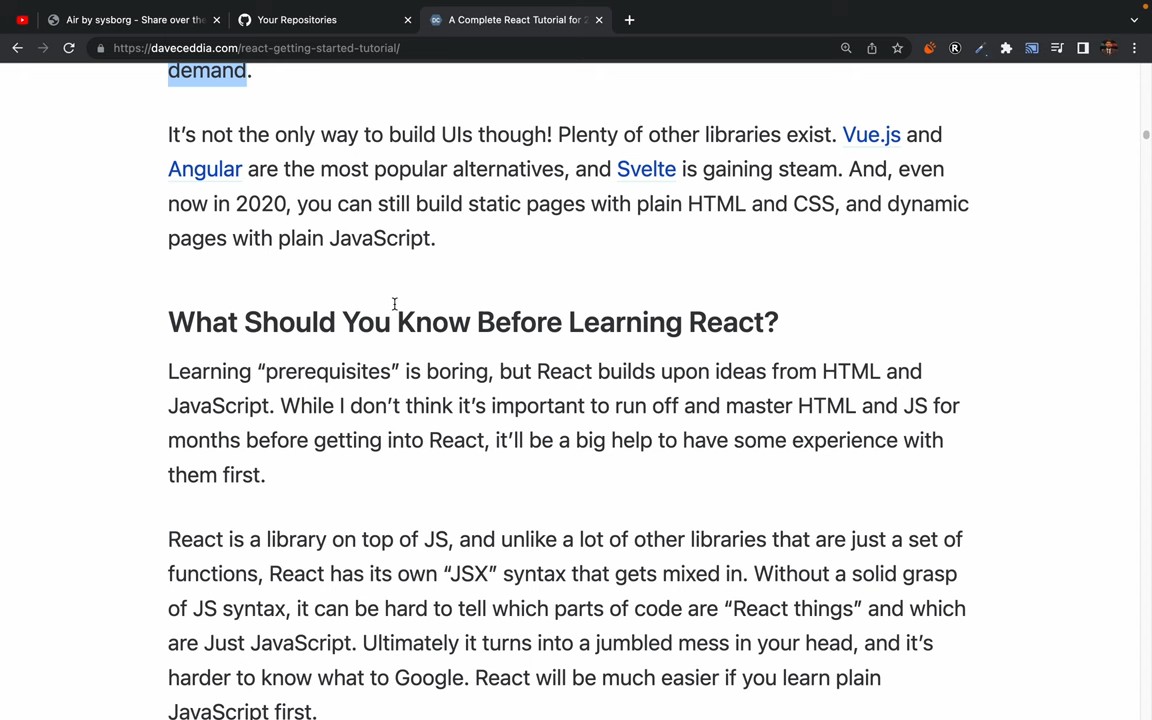 Air by sysborg - Share over the
Your Repositories
A Complete React Tutorial for 2
https://daveceddia.com/react-getting-started-tutorial/
demand.
It’s not the only way to build UIs though! Plenty of other libraries exist. Vue.js and
Angular are the most popular alternatives, and Svelte is gaining steam. And, even
now in 2020, you can still build static pages with plain HTML and CSS, and dynamic
pages with plain JavaScript.
What Should You Know Before Learning React?
Learning “prerequisites” is boring, but React builds upon ideas from HTML and
JavaScript. While I don’t think it’s important to run off and master HTML and JS for
months before getting into React, it’ll be a big help to have some experience with
them first.
React is a library on top of JS, and unlike a lot of other libraries that are just a set of
functions, React has its own “JSX” syntax that gets mixed in. Without a solid grasp
of JS syntax, it can be hard to tell which parts of code are “React things” and which
are Just JavaScript. Ultimately it turns into a jumbled mess in your head, and it’s
harder to know what to Google. React will be much easier if you learn plain
JavaScript first.